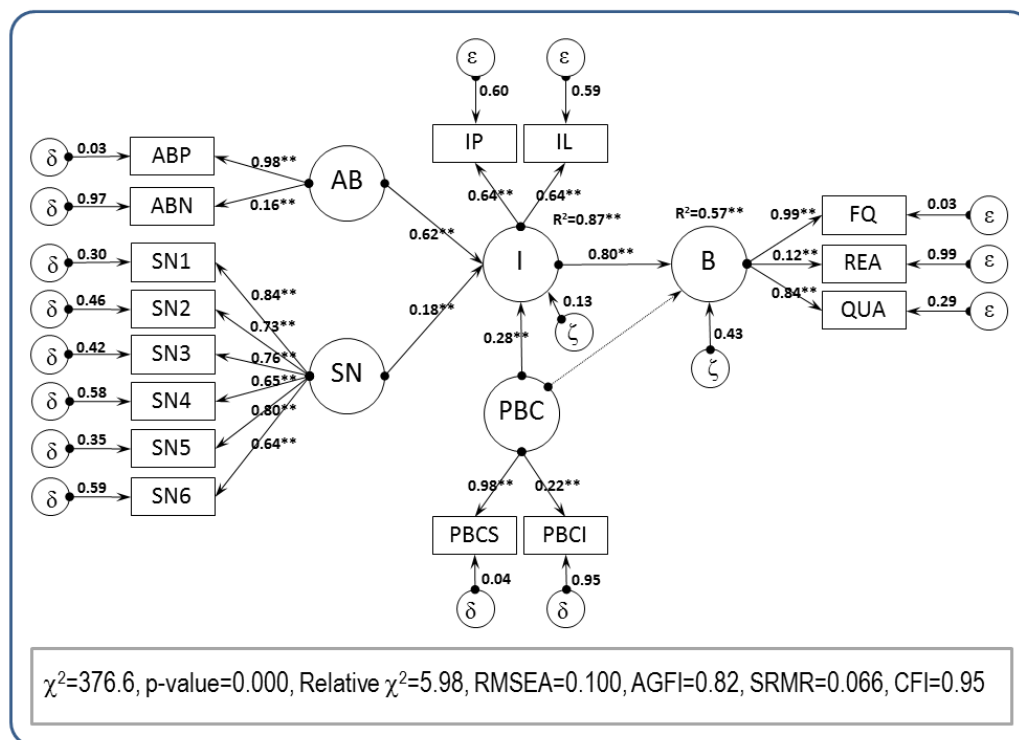 ε ε
0.60 0.59
IP IL
δ 0.03 ABP
0.98**
AB
δ 0.97 ABN
0.16**
0.64** 0.64**
R²=0.87** R²=0.57**
0.99** FQ 0.03 ε
0.62**
I 0.80** B
0.12** REA 0.99 ε
0.84** QUA 0.29 ε
δ 0.30 SN1
0.84**
δ 0.46 SN2
0.73**
δ 0.42 SN3
0.76**
SN
0.18**
0.13
ζ
0.28**
0.43
ζ
δ 0.58 SN4
0.65**
PBC
δ 0.35 SN5
0.80**
0.64**
δ 0.59 SN6
0.98** 0.22**
PBCS PBCI
0.04 0.95
δ δ
χ²=376.6, p-value=0.000, Relative χ²=5.98, RMSEA=0.100, AGFI=0.82, SRMR=0.066, CFI=0.95